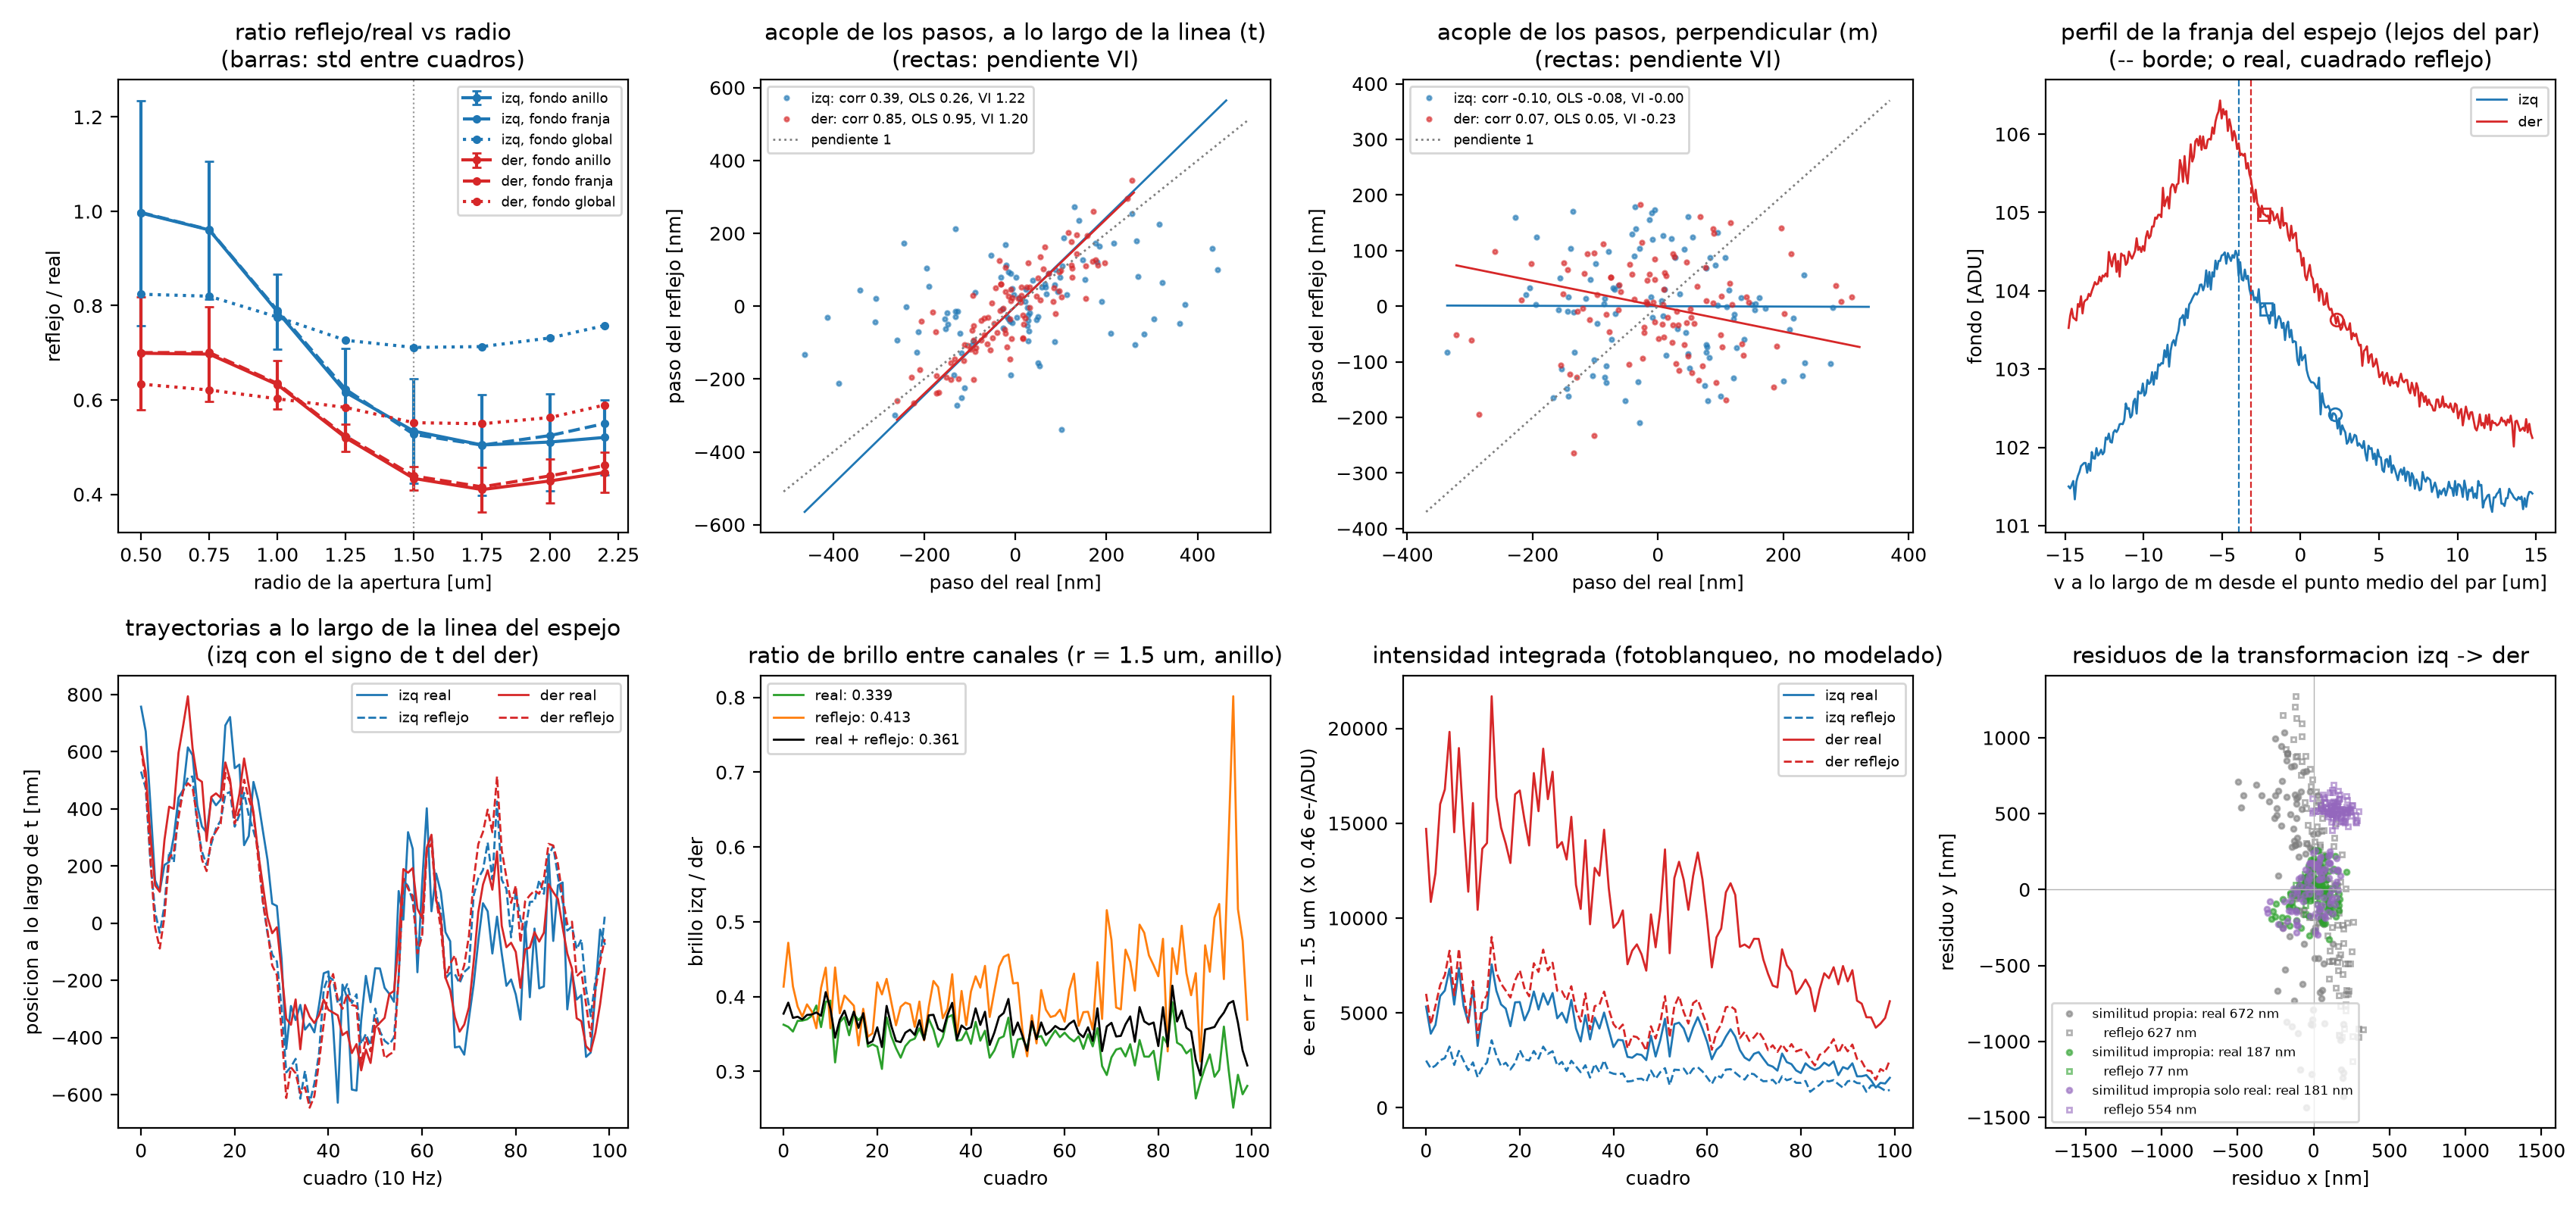 ratio reflejo/real vs radio
(barras: std entre cuadros)
izq, fondo anillo
izq, fondo franja
izq, fondo global
der, fondo anillo
der, fondo franja
der, fondo global
1.2
1.0
0.8
0.6
0.4
reflejo / real
0.50 0.75 1.00 1.25 1.50 1.75 2.00 2.25
radio de la apertura [um]
acople de los pasos, a lo largo de la linea (t)
(rectas: pendiente VI)
izq: corr 0.39, OLS 0.26, VI 1.22
der: corr 0.85, OLS 0.95, VI 1.20
pendiente 1
600
400
200
0
−200
−400
−600
paso del reflejo [nm]
−400 −200 0 200 400
paso del real [nm]
acople de los pasos, perpendicular (m)
(rectas: pendiente VI)
izq: corr -0.10, OLS -0.08, VI -0.00
der: corr 0.07, OLS 0.05, VI -0.23
pendiente 1
400
300
200
100
0
−100
−200
−300
−400
paso del reflejo [nm]
−400 −200 0 200 400
paso del real [nm]
perfil de la franja del espejo (lejos del par)
(-- borde; o real, cuadrado reflejo)
izq
der
106
105
104
103
102
101
fondo [ADU]
−15 −10 −5 0 5 10 15
v a lo largo de m desde el punto medio del par [um]
trayectorias a lo largo de la linea del espejo
(izq con el signo de t del der)
izq real
izq reflejo
der real
der reflejo
800
600
400
200
0
−200
−400
−600
posicion a lo largo de t [nm]
0 20 40 60 80 100
cuadro (10 Hz)
ratio de brillo entre canales (r = 1.5 um, anillo)
real: 0.339
reflejo: 0.413
real + reflejo: 0.361
0.8
0.7
0.6
0.5
0.4
0.3
brillo izq / der
0 20 40 60 80 100
cuadro
intensidad integrada (fotoblanqueo, no modelado)
izq real
izq reflejo
der real
der reflejo
20000
15000
10000
5000
0
e- en r = 1.5 um (x 0.46 e-/ADU)
0 20 40 60 80 100
cuadro
residuos de la transformacion izq -> der
1000
500
0
−500
−1000
−1500
residuo y [nm]
similitud propia: real 672 nm
reflejo 627 nm
similitud impropia: real 187 nm
reflejo 77 nm
similitud impropia solo real: real 181 nm
reflejo 554 nm
−1500 −1000 −500 0 500 1000 1500
residuo x [nm]